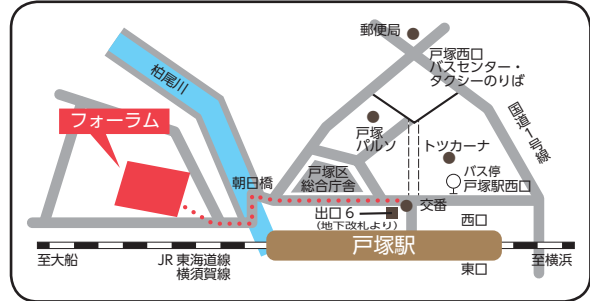 郵便局
戸塚西口
バスセンター・
タクシーのりば
柏尾川
国道1号線
フォーラム
戸塚
パルソ
トツカーナ
戸塚区
総合庁舎
バス停
戸塚駅西口
朝日橋
出口6
(地下改札より)
交番
西口
戸塚駅
至大船
JR東海道線
横須賀線
東口
至横浜